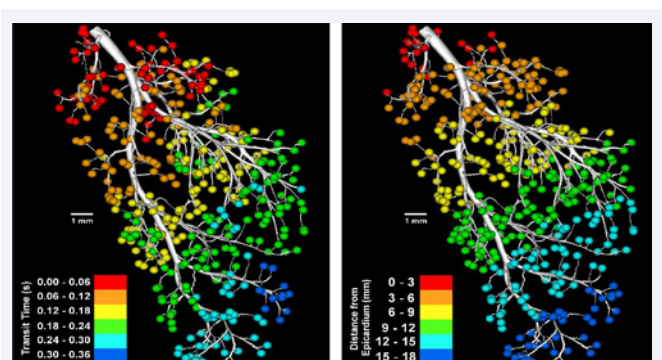 1 mm
Transit Time (s)
0.00 - 0.06
0.06 - 0.12
0.12 - 0.18
0.18 - 0.24
0.24 - 0.30
0.30 - 0.36
1 mm
Distance from
Epicardium (mm)
0 - 3
3 - 6
6 - 9
9 - 12
12 - 15
15 - 18